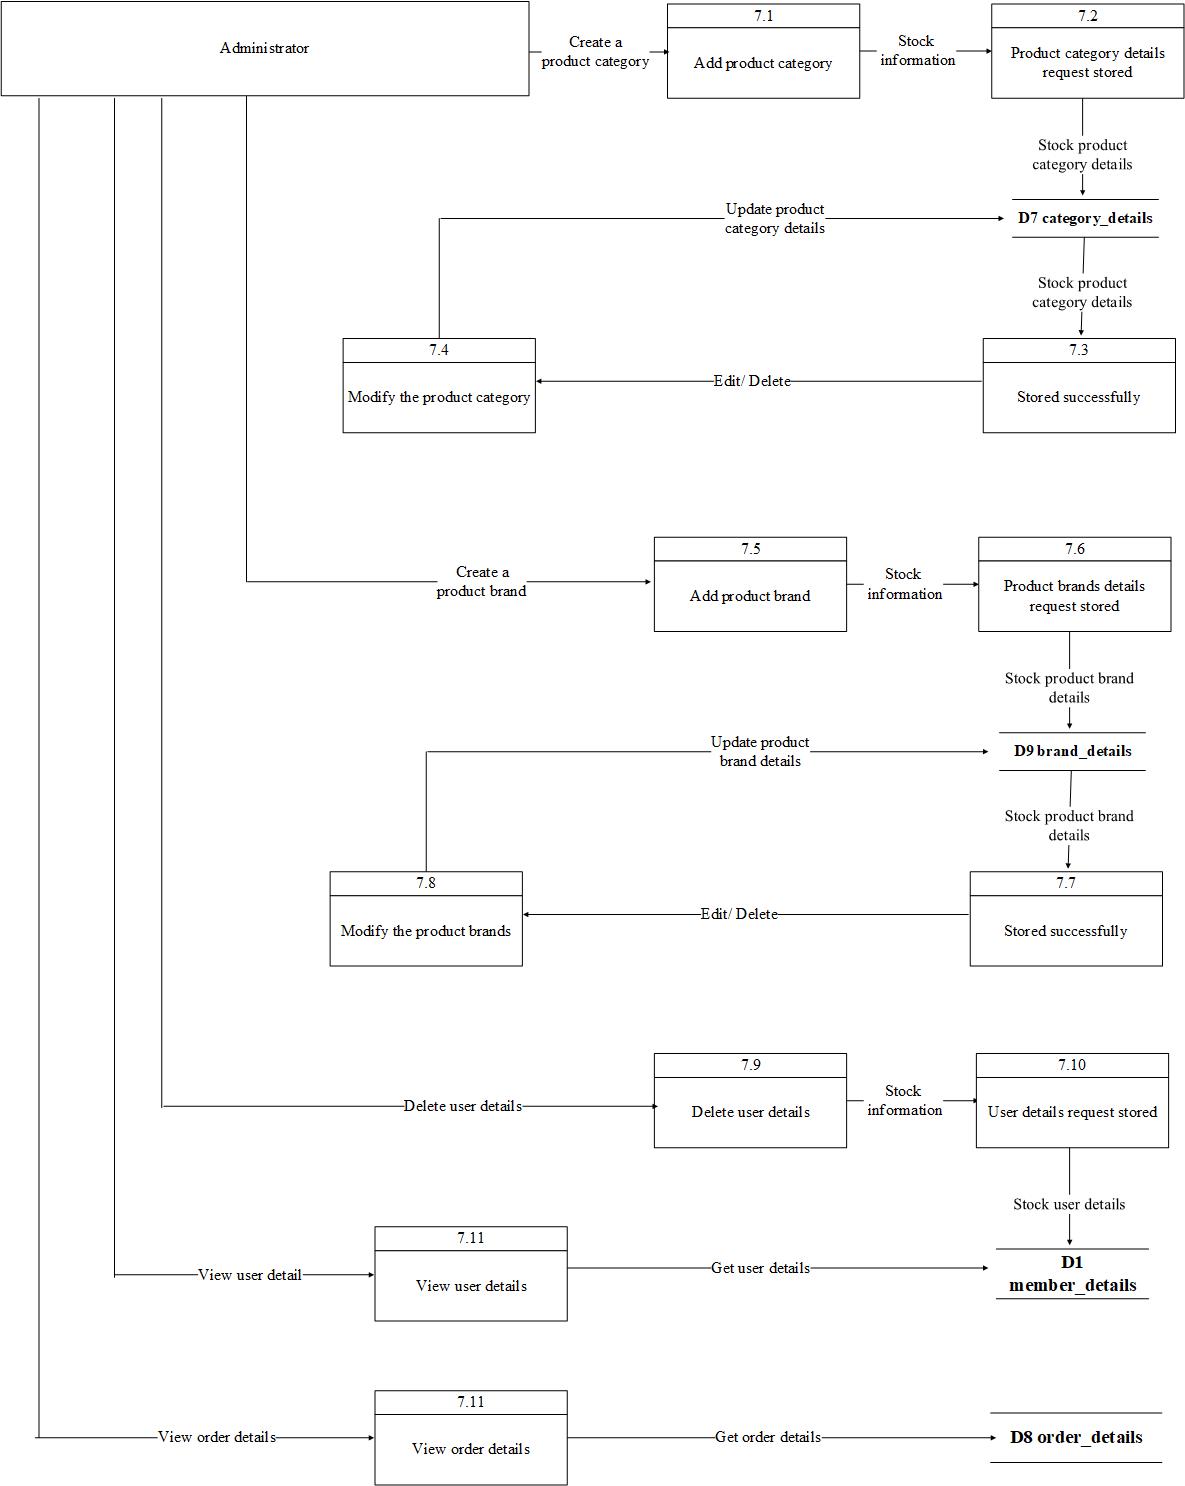 Administrator
Create a
product category
7.1
Add product category
Stock
information
7.2
Product category details
request stored
Stock product
category details
Update product
category details
D7 category_details
Stock product
category details
7.4
Modify the product category
Edit/ Delete
7.3
Stored successfully
Create a
product brand
7.5
Add product brand
Stock
information
7.6
Product brands details
request stored
Stock product brand
details
Update product
brand details
D9 brand_details
Stock product brand
details
7.8
Modify the product brands
Edit/ Delete
7.7
Stored successfully
Delete user details
7.9
Delete user details
Stock
information
7.10
User details request stored
Stock user details
View user detail
7.11
View user details
Get user details
D1
member_details
View order details
7.11
View order details
Get order details
D8 order_details